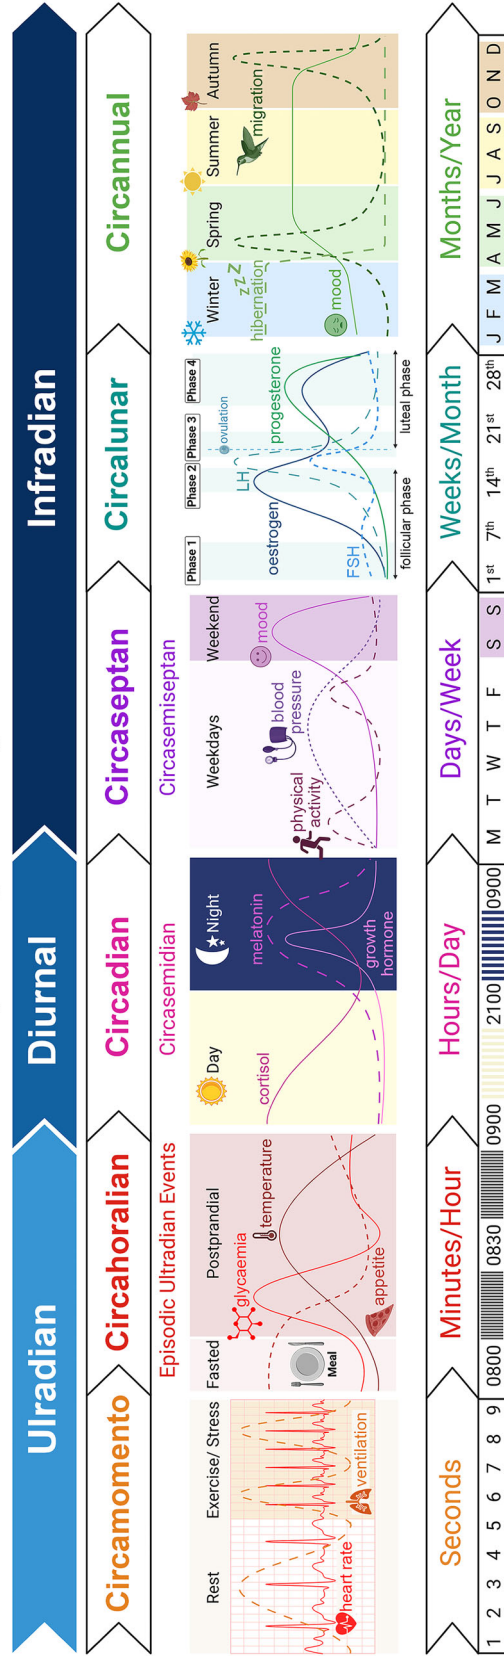 Ulradian
Diurnal
Infradian
Circamomento
Circahoralian
Circadian
Circaseptan
Circalunar
Circannual
Episodic Ultradian Events
Circasemidian
Circasemiseptan
Rest
Exercise/ Stress
heart rate
ventilation
Fasted
Postprandial
Meal
glycaemia
temperature
appetite
Day
Night
cortisol
melatonin
growth
hormone
Weekdays
Weekend
physical
activity
blood
pressure
mood
Phase 1
Phase 2
Phase 3
Phase 4
ovulation
oestrogen
LH
progesterone
FSH
follicular phase
luteal phase
Winter
Spring
Summer
Autumn
zzZ
hibernation
migration
mood
Seconds
Minutes/Hour
Hours/Day
Days/Week
Weeks/Month
Months/Year
1 2 3 4 5 6 7 8 9
0800 0830 0900
2100 0900
M T W T F S S
1st 7th 14th 21st 28th
J F M A M J J A S O N D